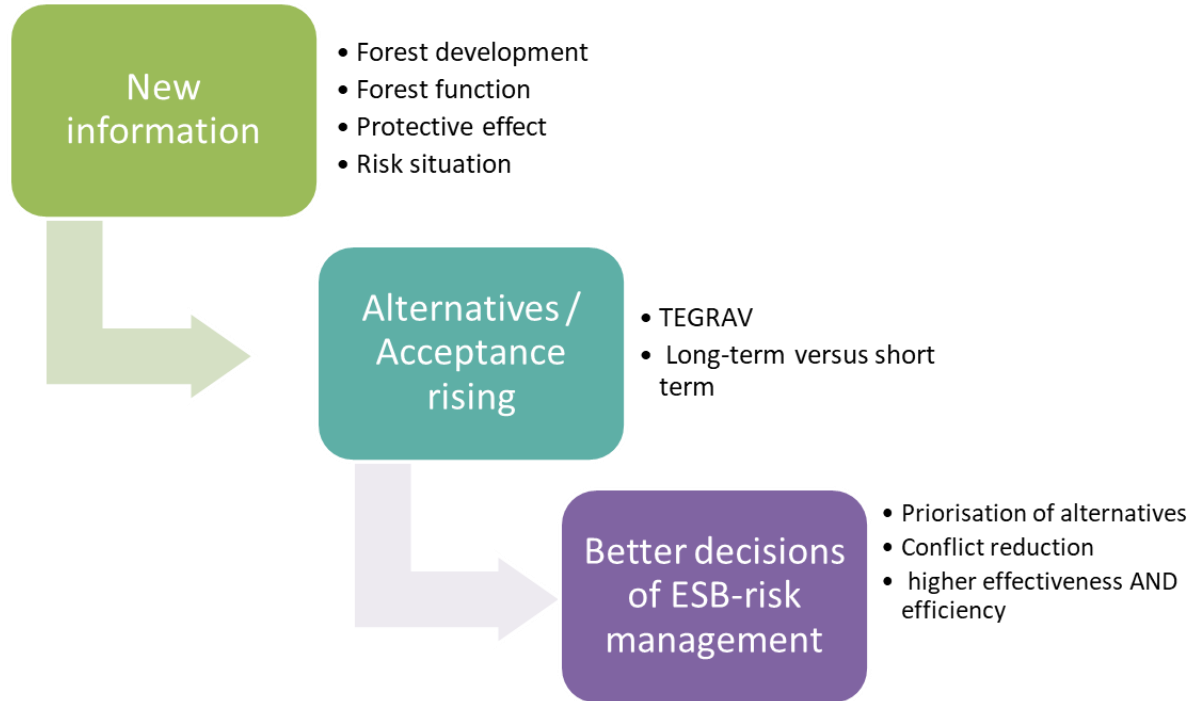 New
information
• Forest development
• Forest function
• Protective effect
• Risk situation
Alternatives /
Acceptance
rising
• TEGRAV
• Long-term versus short
term
Better decisions
of ESB-risk
management
• Priorisation of alternatives
• Conflict reduction
• higher effectiveness AND
efficiency